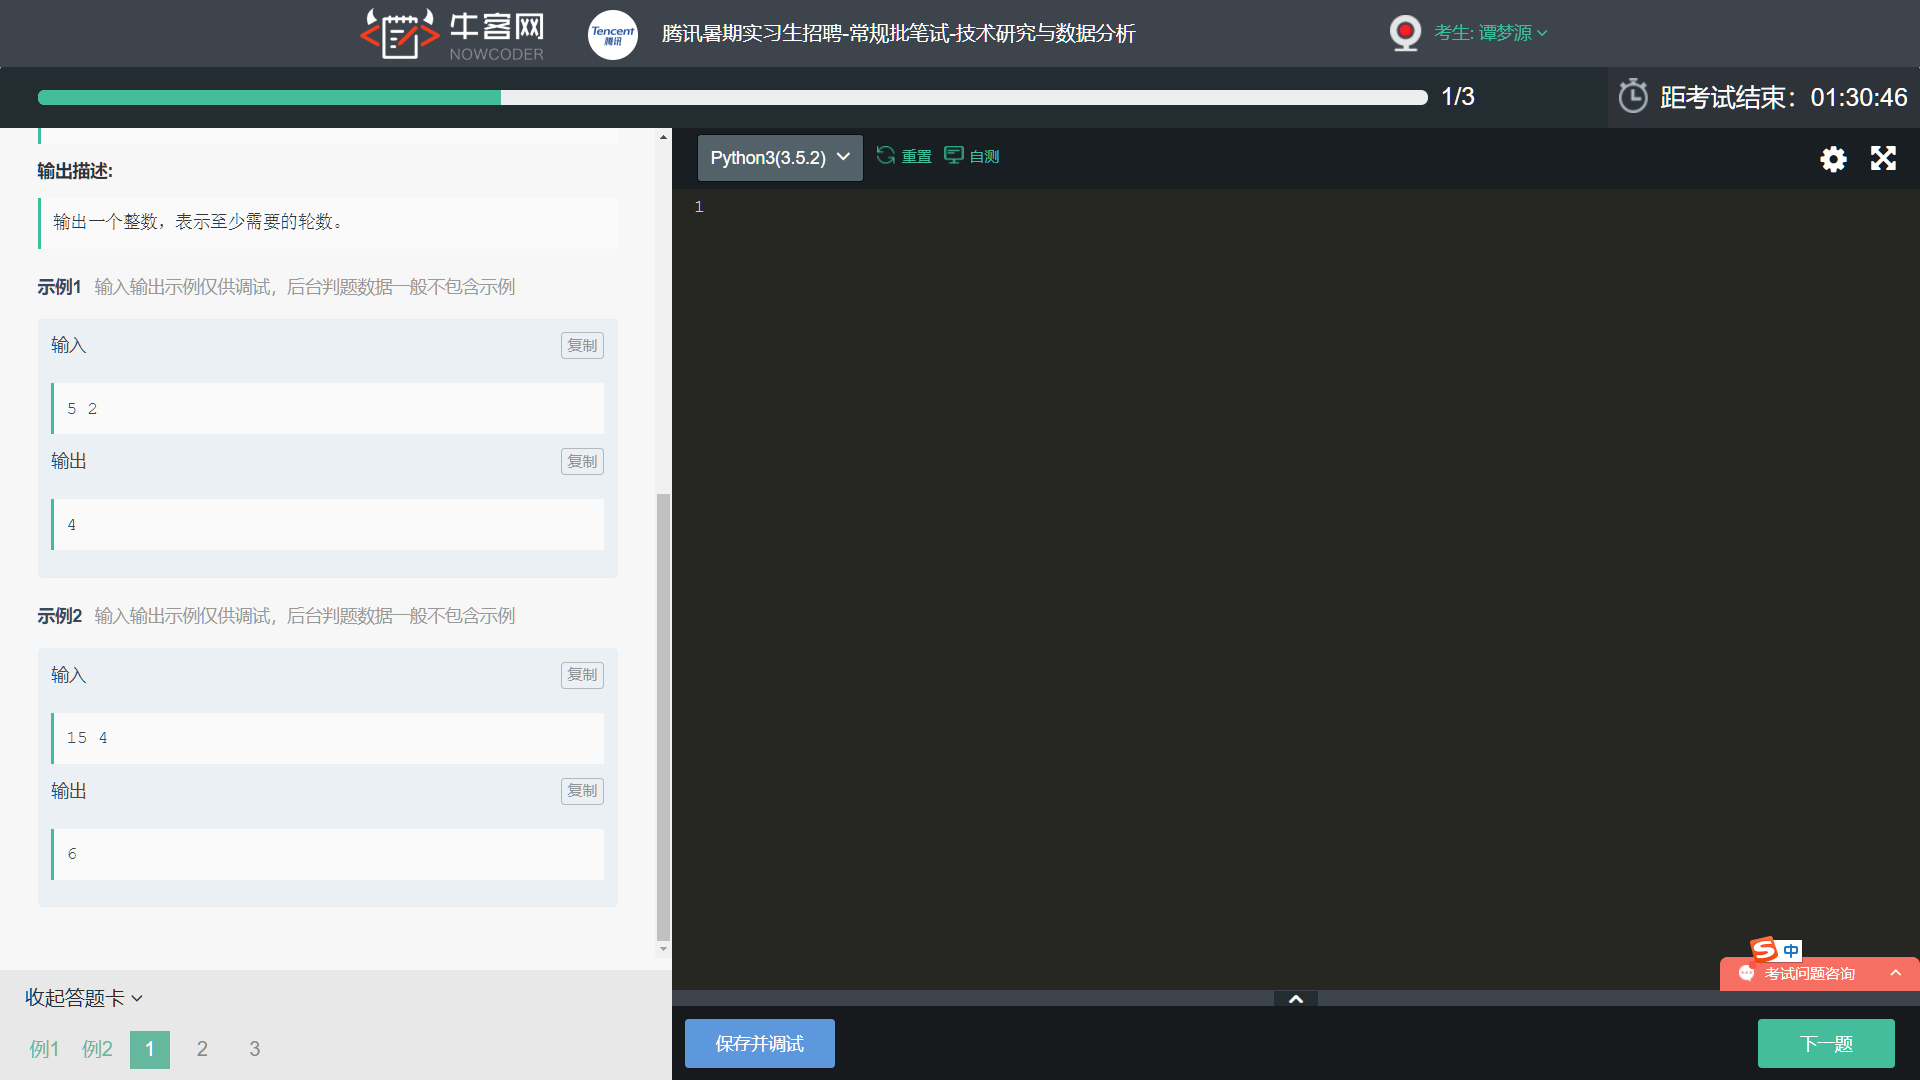 牛客网
NOWCODER
Tencent
腾讯
腾讯暑期实习生招聘-常规批笔试-技术研究与数据分析
考生: 谭梦源
1/3
距考试结束：01:30:46
输出描述:
输出一个整数，表示至少需要的轮数。
示例1 输入输出示例仅供调试，后台判题数据一般不包含示例
输入
复制
5 2
输出
复制
4
示例2 输入输出示例仅供调试，后台判题数据一般不包含示例
输入
复制
15 4
输出
复制
6
收起答题卡
例1 例2 1 2 3
Python3(3.5.2)
重置
自测
1
S 中
考试问题咨询
保存并调试
下一题